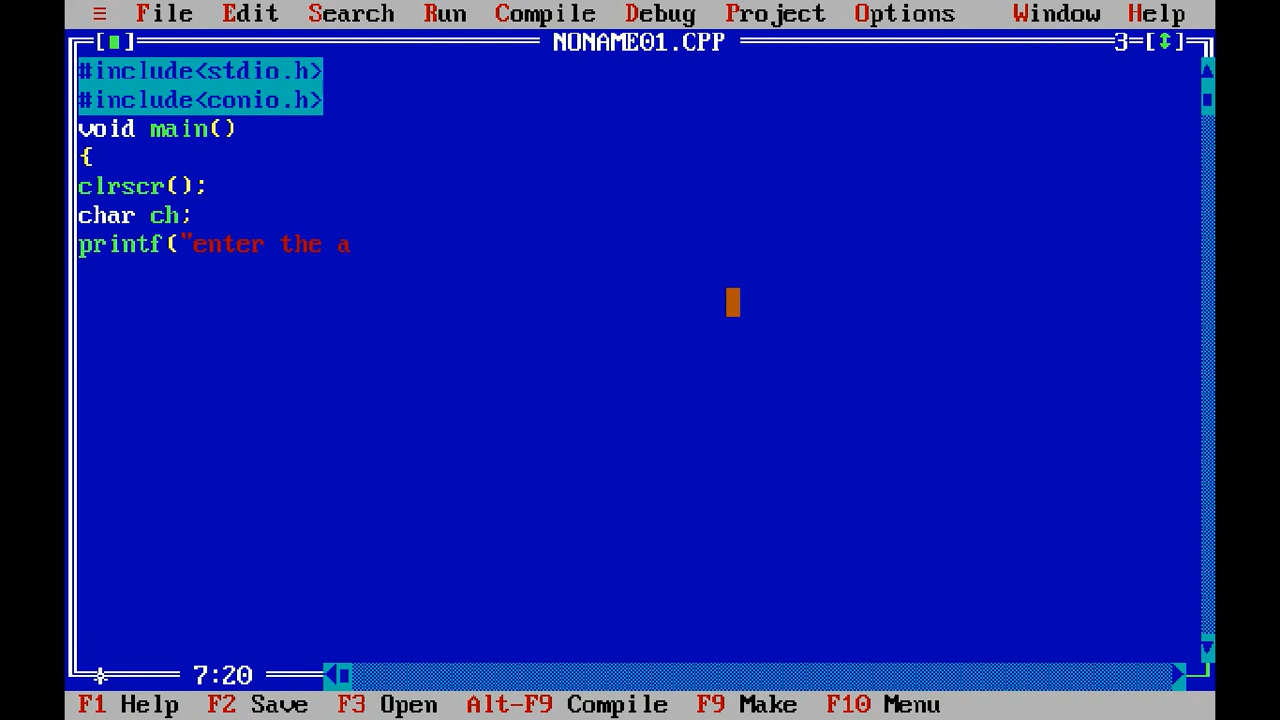 ≡ File Edit Search Run Compile Debug Project Options Window Help
[■] NONAME01.CPP 3=[↕]
#include<stdio.h>
#include<conio.h>
void main()
{
clrscr();
char ch;
printf("enter the a
7:20
F1 Help F2 Save F3 Open Alt-F9 Compile F9 Make F10 Menu